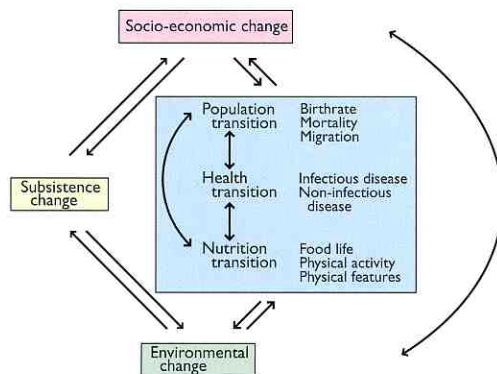 Socio-economic change
Population transition
Birthrate
Mortality
Migration
Health transition
Infectious disease
Non-infectious
disease
Nutrition transition
Food life
Physical activity
Physical features
Subsistence
change
Environmental
change